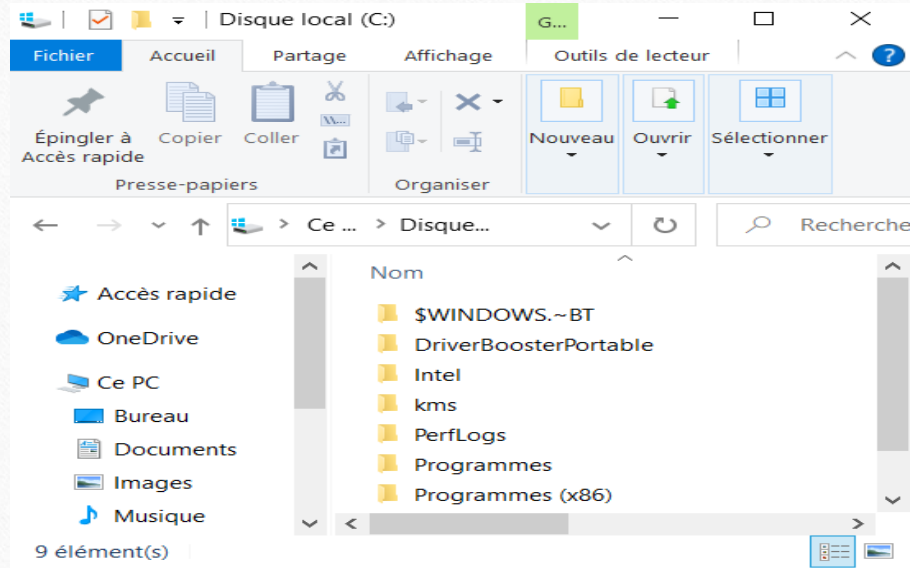 Disque local (C:)
G...
Fichier
Accueil
Partage
Affichage
Outils de lecteur
?
Épingler à
Accès rapide
Copier
Coller
W...
Nouveau
Ouvrir
Sélectionner
Presse-papiers
Organiser
Ce ...
Disque...
Recherche
Nom
Accès rapide
OneDrive
Ce PC
Bureau
Documents
Images
Musique
$WINDOWS.~BT
DriverBoosterPortable
Intel
kms
PerfLogs
Programmes
Programmes (x86)
9 élément(s)